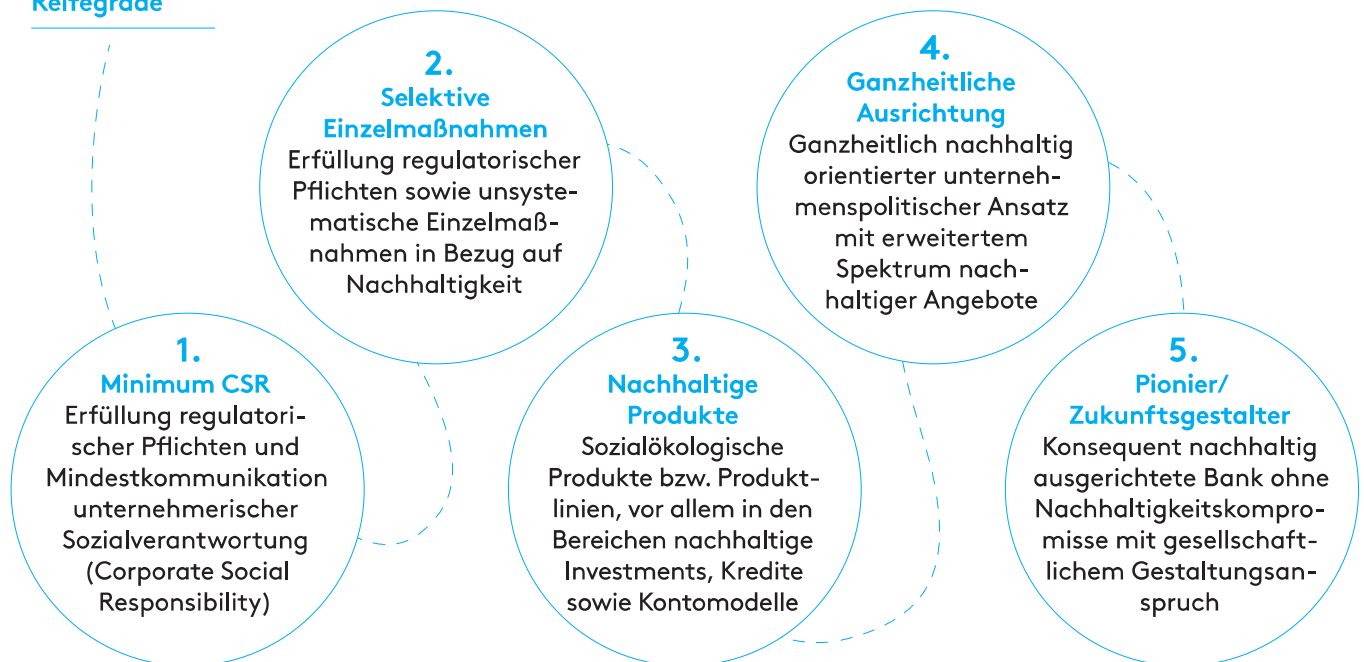 Reifegrade
1.
Minimum CSR
Erfüllung regulatori-
scher Pflichten und
Mindestkommunikation
unternehmerischer
Sozialverantwortung
(Corporate Social
Responsibility)
2.
Selektive
Einzelmaßnahmen
Erfüllung regulatorischer
Pflichten sowie unsyste-
matische Einzelmaß-
nahmen in Bezug auf
Nachhaltigkeit
3.
Nachhaltige
Produkte
Sozialökologische
Produkte bzw. Produkt-
linien, vor allem in den
Bereichen nachhaltige
Investments, Kredite
sowie Kontomodelle
4.
Ganzheitliche
Ausrichtung
Ganzheitlich nachhaltig
orientierter unterneh-
menspolitischer Ansatz
mit erweitertem
Spektrum nach-
haltiger Angebote
5.
Pionier/
Zukunftsgestalter
Konsequent nachhaltig
ausgerichtete Bank ohne
Nachhaltigkeitskompro-
misse mit gesellschaft-
lichem Gestaltungsan-
spruch